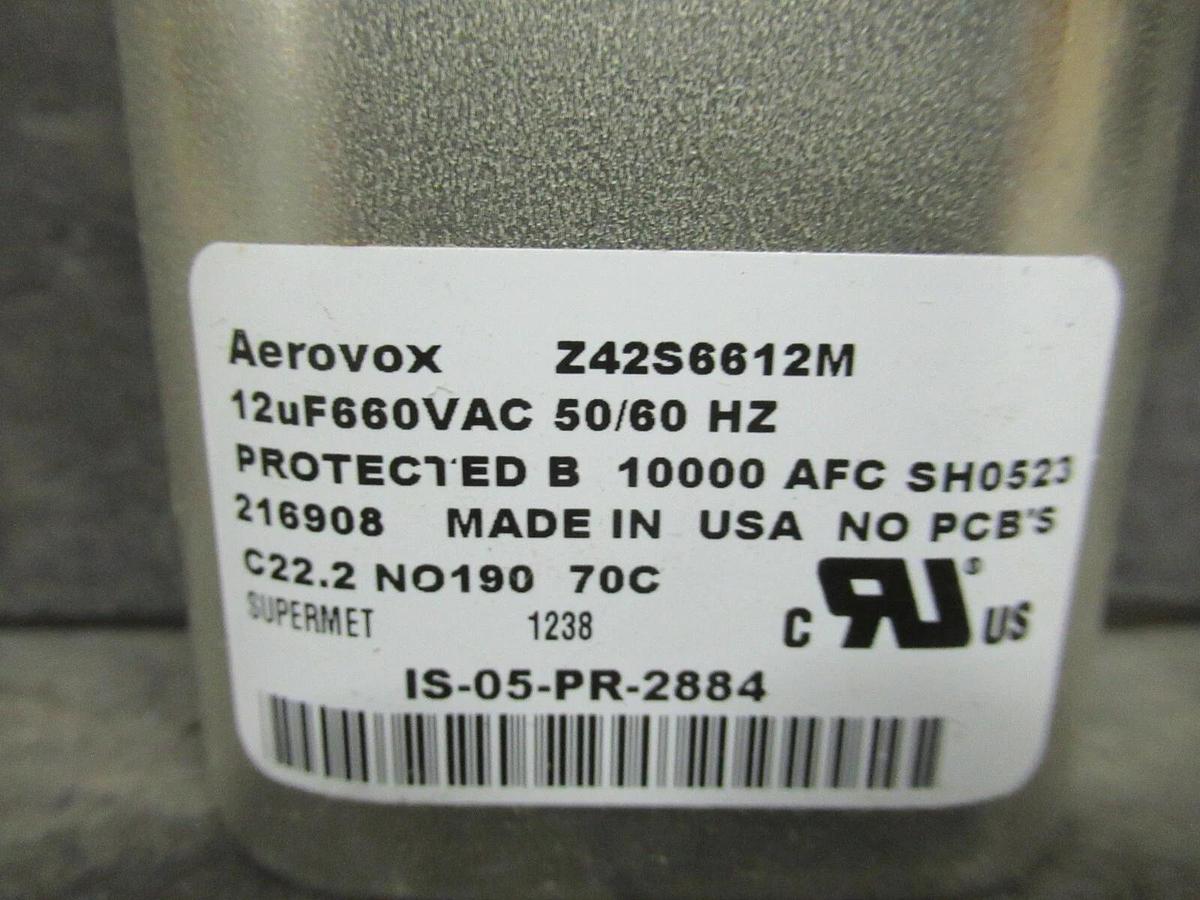 Aerovox Z42S6612M
12uF660VAC 50/60 HZ
PROTECTED B 10000 AFC SH0523
216908 MADE IN USA NO PCB'S
C22.2 NO190 70C
SUPERMET 1238
C RU ® US
IS-05-PR-2884